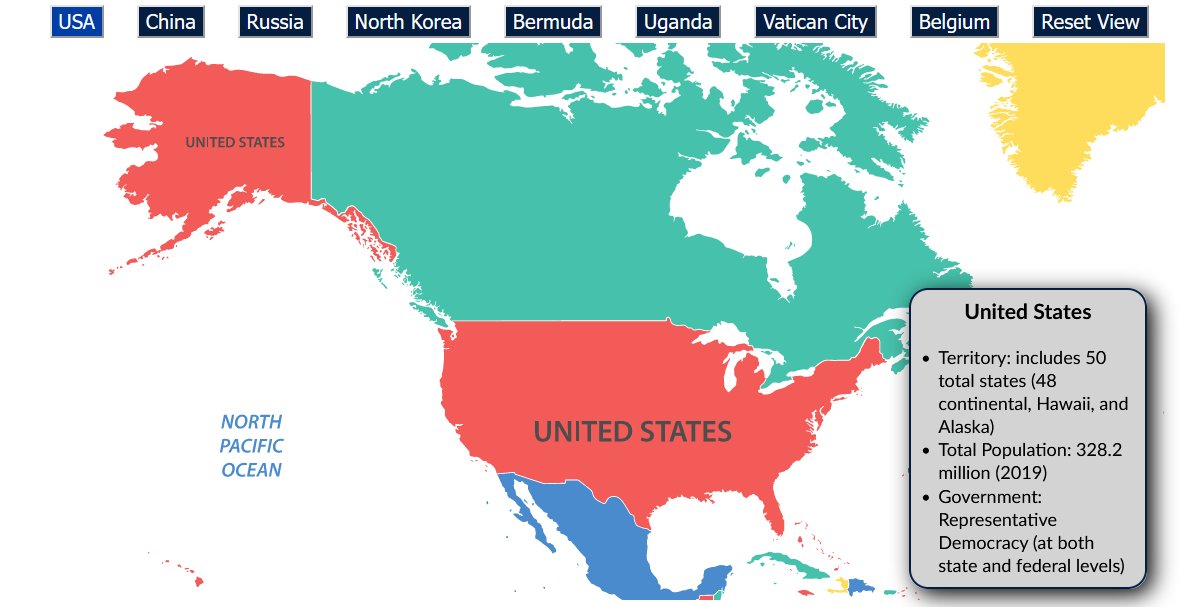 USA China Russia North Korea Bermuda Uganda Vatican City Belgium Reset View
UNITED STATES
United States
• Territory: includes 50
total states (48
continental, Hawaii, and
Alaska)
• Total Population: 328.2
million (2019)
• Government:
Representative
Democracy (at both
state and federal levels)
NORTH
PACIFIC
OCEAN
UNITED STATES